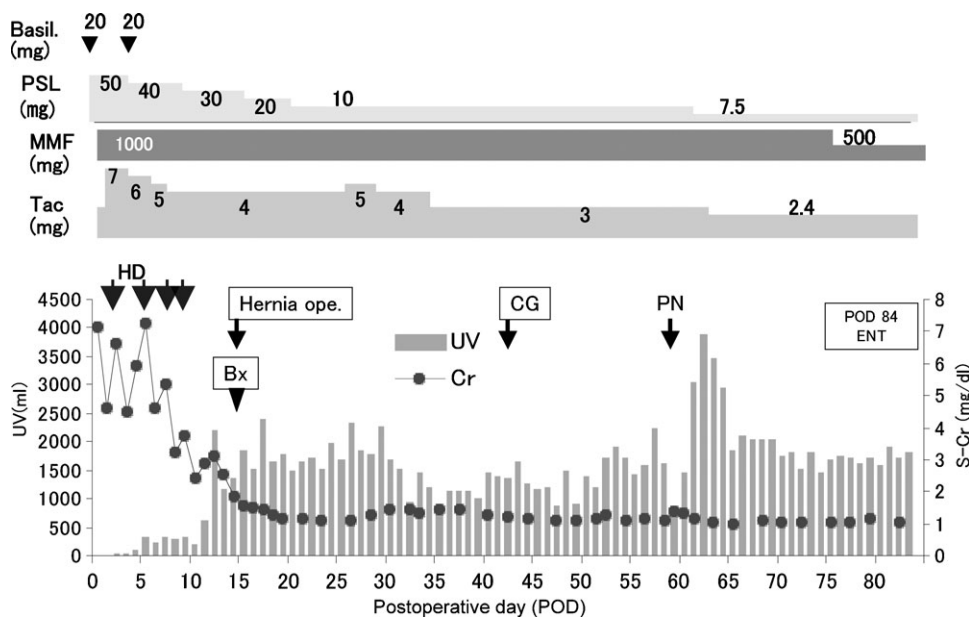 Basil. 20 20
(mg)
PSL 50 40 30 20 10 7.5
(mg)
MMF 1000 500
(mg)
7 6 5 4 5 4 3 2.4
Tac
(mg)
HD
Hernia ope.
CG
PN
POD 84
ENT
Bx
UV
Cr
4500
4000
3500
3000
2500
2000
1500
1000
500
0
UV(ml)
8
7
6
5
4
3
2
1
0
S-Cr (mg/dl)
0 5 10 15 20 25 30 35 40 45 50 55 60 65 70 75 80
Postoperative day (POD)